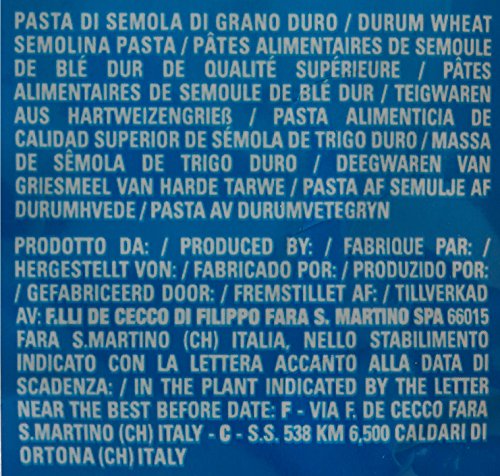 PASTA DI SEMOLA DI GRANO DURO / DURUM WHEAT
SEMOLINA PASTA / PÂTES ALIMENTAIRES DE SEMOULE
DE BLÉ DUR DE QUALITÉ SUPÉRIEURE / PÂTES
ALIMENTAIRES DE SEMOULE DE BLÉ DUR / TEIGWAREN
AUS HARTWEIZENGRIEß / PASTA ALIMENTICIA DE
CALIDAD SUPERIOR DE SÉMOLA DE TRIGO DURO / MASSA
DE SÊMOLA DE TRIGO DURO / DEEGWAREN VAN
GRIESMEEL VAN HARDE TARWE / PASTA AF SEMULJE AF
DURUMHVEDE / PASTA AV DURUMVETEGRYN
PRODOTTO DA: / PRODUCED BY: / FABRIQUE PAR: /
HERGESTELLT VON: / FABRICADO POR: / PRODUZIDO POR:
/ GEFABRICEERD DOOR: / FREMSTILLET AF: / TILLVERKAD
AV: F.LLI DE CECCO DI FILIPPO FARA S. MARTINO SPA 66015
FARA S.MARTINO (CH) ITALIA, NELLO STABILIMENTO
INDICATO CON LA LETTERA ACCANTO ALLA DATA DI
SCADENZA: / IN THE PLANT INDICATED BY THE LETTER
NEAR THE BEST BEFORE DATE: F - VIA F. DE CECCO FARA
S.MARTINO (CH) ITALY - C - S.S. 538 KM 6,500 CALDARI DI
ORTONA (CH) ITALY